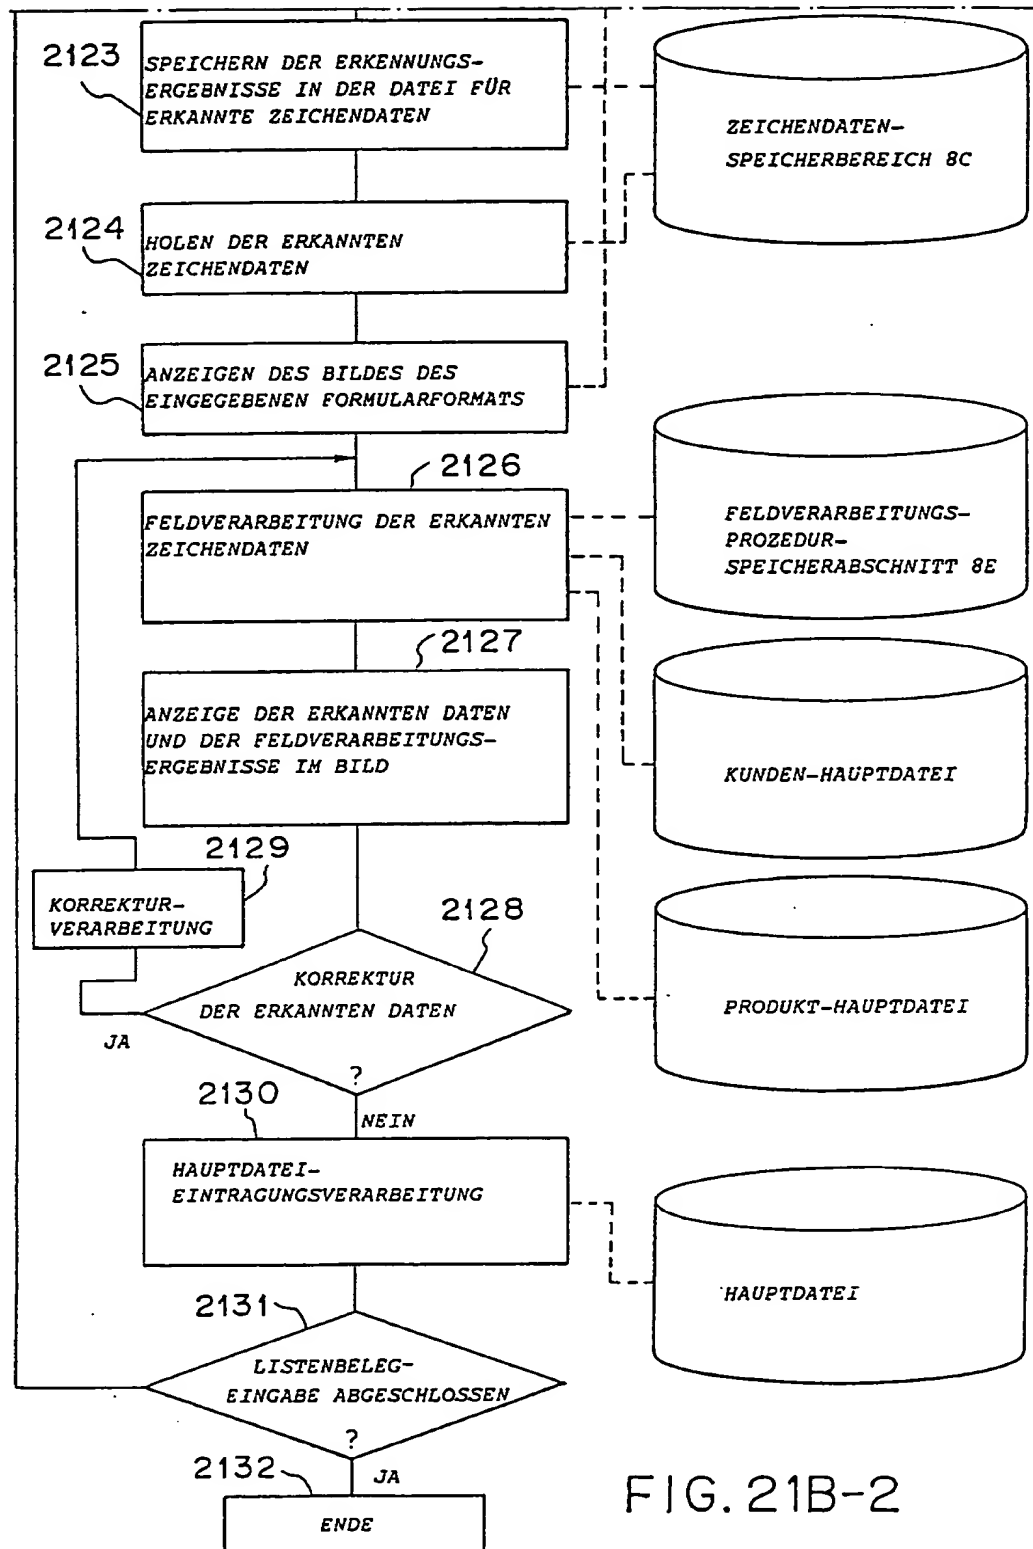 2123
SPEICHERN DER ERKENNUNGS-
ERGEBNISSE IN DER DATEI FÜR
ERKANNTE ZEICHENDATEN
ZEICHENDATEN-
SPEICHERBEREICH 8C
2124
HOLEN DER ERKANNTEN
ZEICHENDATEN
2125
ANZEIGEN DES BILDES DES
EINGEGEBENEN FORMULARFORMATS
2126
FELDVERARBEITUNG DER ERKANNTEN
ZEICHENDATEN
FELDVERARBEITUNGS-
PROZEDUR-
SPEICHERABSCHNITT 8E
2127
ANZEIGE DER ERKANNTEN DATEN
UND DER FELDVERARBEITUNGS-
ERGEBNISSE IM BILD
KUNDEN-HAUPTDATEI
2129
KORREKTUR-
VERARBEITUNG
2128
KORREKTUR
DER ERKANNTEN DATEN
?
JA
NEIN
PRODUKT-HAUPTDATEI
2130
HAUPTDATEI-
EINTRAGUNGSVERARBEITUNG
HAUPTDATEI
2131
LISTENBELEG-
EINGABE ABGESCHLOSSEN
?
JA
2132
ENDE
FIG. 21B-2